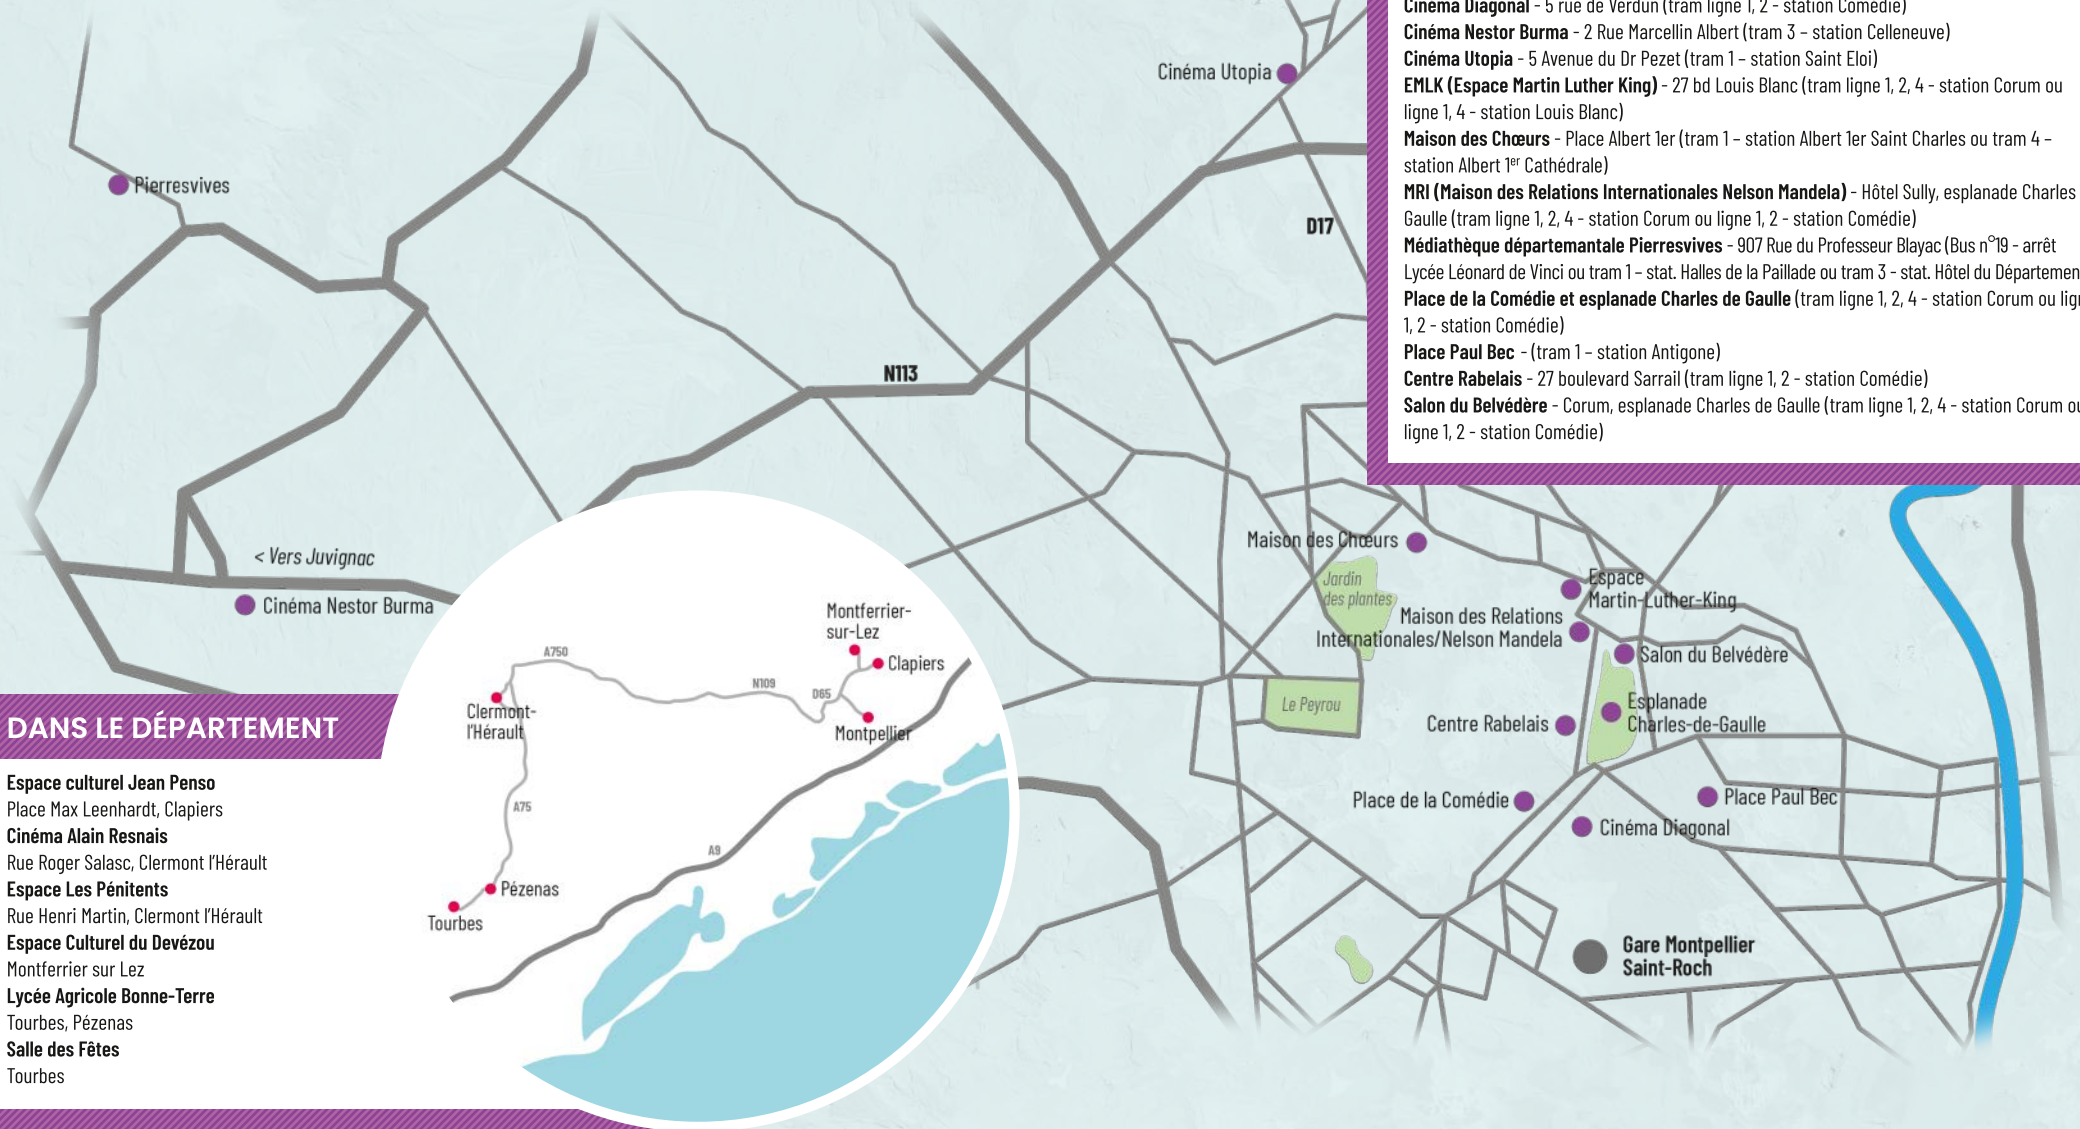 Cinéma Diagonal - 5 rue de Verdun (tram ligne 1, 2 - station Comédie)
Cinéma Nestor Burma - 2 Rue Marcellin Albert (tram 3 – station Celleneuve)
Cinéma Utopia - 5 Avenue du Dr Pezet (tram 1 – station Saint Eloi)
EMLK (Espace Martin Luther King) - 27 bd Louis Blanc (tram ligne 1, 2, 4 - station Corum ou
ligne 1, 4 - station Louis Blanc)
Maison des Chœurs - Place Albert 1er (tram 1 – station Albert 1er Saint Charles ou tram 4 –
station Albert 1er Cathédrale)
MRI (Maison des Relations Internationales Nelson Mandela) - Hôtel Sully, esplanade Charles
Gaulle (tram ligne 1, 2, 4 - station Corum ou ligne 1, 2 - station Comédie)
Médiathèque départemantale Pierresvives - 907 Rue du Professeur Blayac (Bus n°19 - arrêt
Lycée Léonard de Vinci ou tram 1 – stat. Halles de la Paillade ou tram 3 - stat. Hôtel du Départemen
Place de la Comédie et esplanade Charles de Gaulle (tram ligne 1, 2, 4 - station Corum ou lign
1, 2 - station Comédie)
Place Paul Bec - (tram 1 – station Antigone)
Centre Rabelais - 27 boulevard Sarrail (tram ligne 1, 2 - station Comédie)
Salon du Belvédère - Corum, esplanade Charles de Gaulle (tram ligne 1, 2, 4 - station Corum ou
ligne 1, 2 - station Comédie)
Cinéma Utopia
Pierresvives
D17
N113
< Vers Juvignac
Cinéma Nestor Burma
Maison des Chœurs
Jardin
des plantes
Espace
Martin-Luther-King
Maison des Relations
Internationales/Nelson Mandela
Salon du Belvédère
Le Peyrou
Esplanade
Charles-de-Gaulle
Centre Rabelais
Place de la Comédie
Place Paul Bec
Cinéma Diagonal
Gare Montpellier
Saint-Roch
Montferrier-
sur-Lez
Clapiers
A750
N109
D65
Clermont-
l'Hérault
Montpellier
A75
A9
Pézenas
Tourbes
DANS LE DÉPARTEMENT
Espace culturel Jean Penso
Place Max Leenhardt, Clapiers
Cinéma Alain Resnais
Rue Roger Salasc, Clermont l'Hérault
Espace Les Pénitents
Rue Henri Martin, Clermont l'Hérault
Espace Culturel du Devézou
Montferrier sur Lez
Lycée Agricole Bonne-Terre
Tourbes, Pézenas
Salle des Fêtes
Tourbes